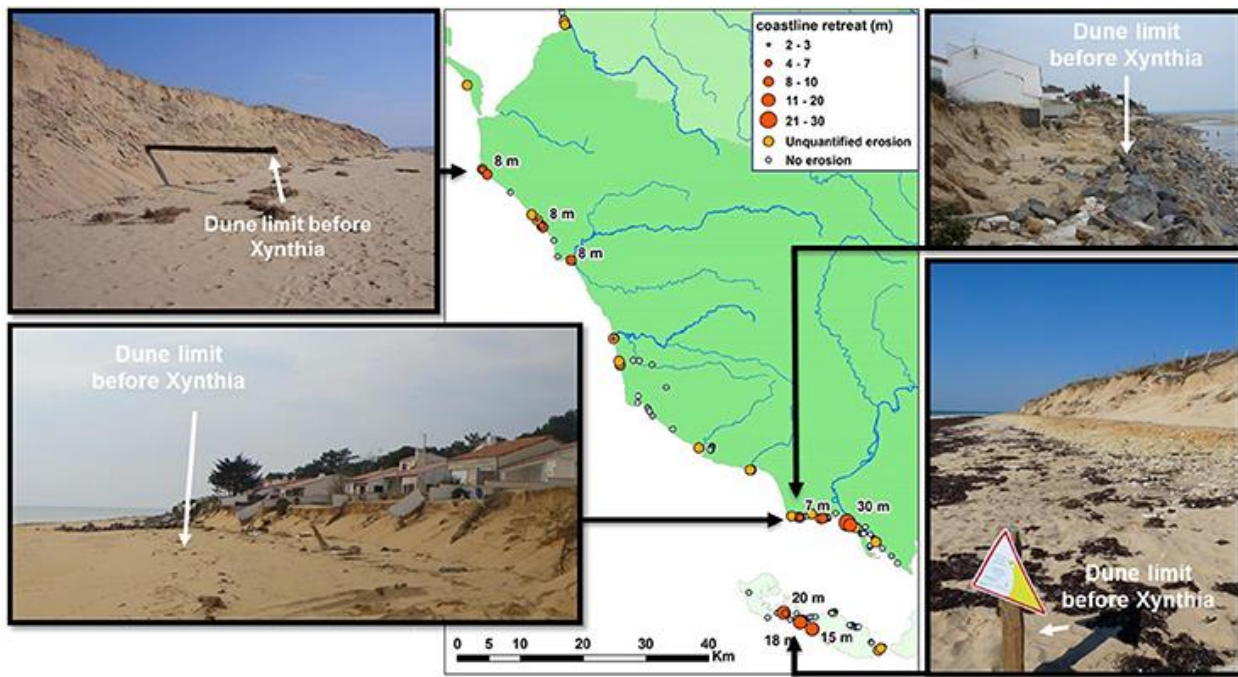 Dune limit before
Xynthia
Dune limit
before Xynthia
coastline retreat (m)
2 - 3
4 - 7
8 - 10
11 - 20
21 - 30
Unquantified erosion
No erosion
8 m
8 m
8 m
7 m
30 m
20 m
18 m
15 m
0
10
20
30
40
Km
Dune limit
before Xynthia
Dune limit
before Xynthia